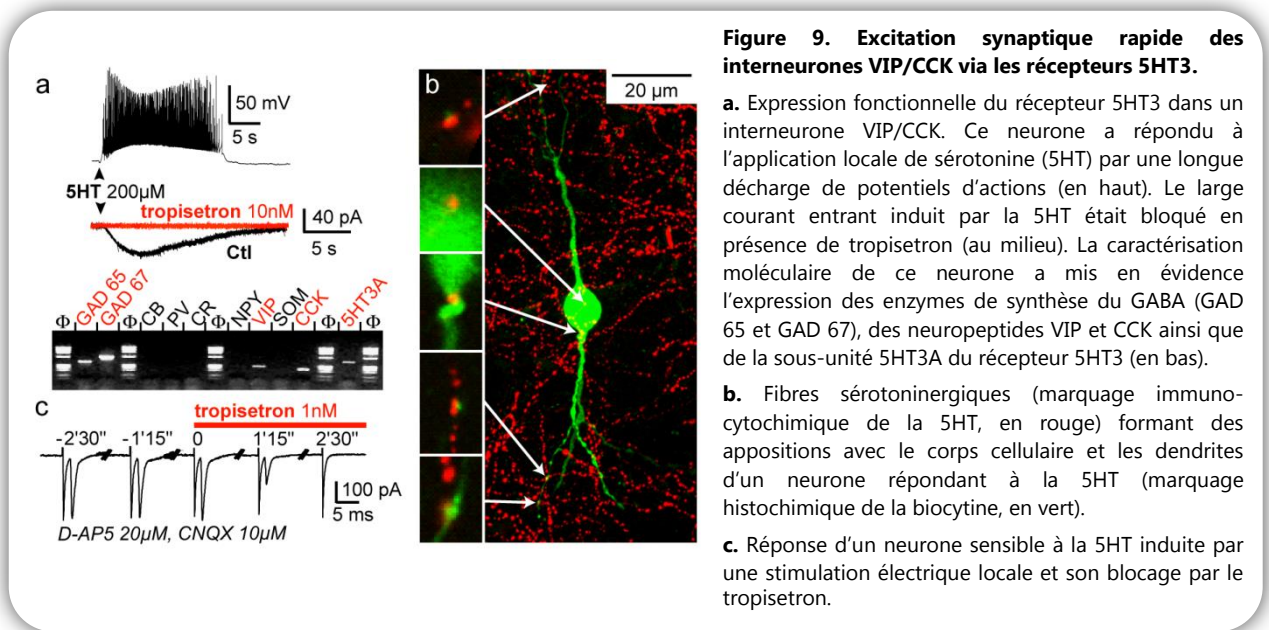 a
50 mV
5 s
5HT 200µM
tropisetron 10nM
40 pA
5 s
Ctl
Φ GAD 65 GAD 67 Φ CB PV CR Φ NPY VIP SOM CCK Φ 5HT3A Φ
c
tropisetron 1nM
-2'30" -1'15" 0 1'15" 2'30"
100 pA
5 ms
D-AP5 20µM, CNQX 10µM
b
20 µm
Figure 9. Excitation synaptique rapide des
interneurones VIP/CCK via les récepteurs 5HT3.
a. Expression fonctionnelle du récepteur 5HT3 dans un
interneurone VIP/CCK. Ce neurone a répondu à
l'application locale de sérotonine (5HT) par une longue
décharge de potentiels d'actions (en haut). Le large
courant entrant induit par la 5HT était bloqué en
présence de tropisetron (au milieu). La caractérisation
moléculaire de ce neurone a mis en évidence
l'expression des enzymes de synthèse du GABA (GAD
65 et GAD 67), des neuropeptides VIP et CCK ainsi que
de la sous-unité 5HT3A du récepteur 5HT3 (en bas).
b. Fibres sérotoninergiques (marquage immuno-
cytochimique de la 5HT, en rouge) formant des
appositions avec le corps cellulaire et les dendrites
d'un neurone répondant à la 5HT (marquage
histochimique de la biocytine, en vert).
c. Réponse d'un neurone sensible à la 5HT induite par
une stimulation électrique locale et son blocage par le
tropisetron.